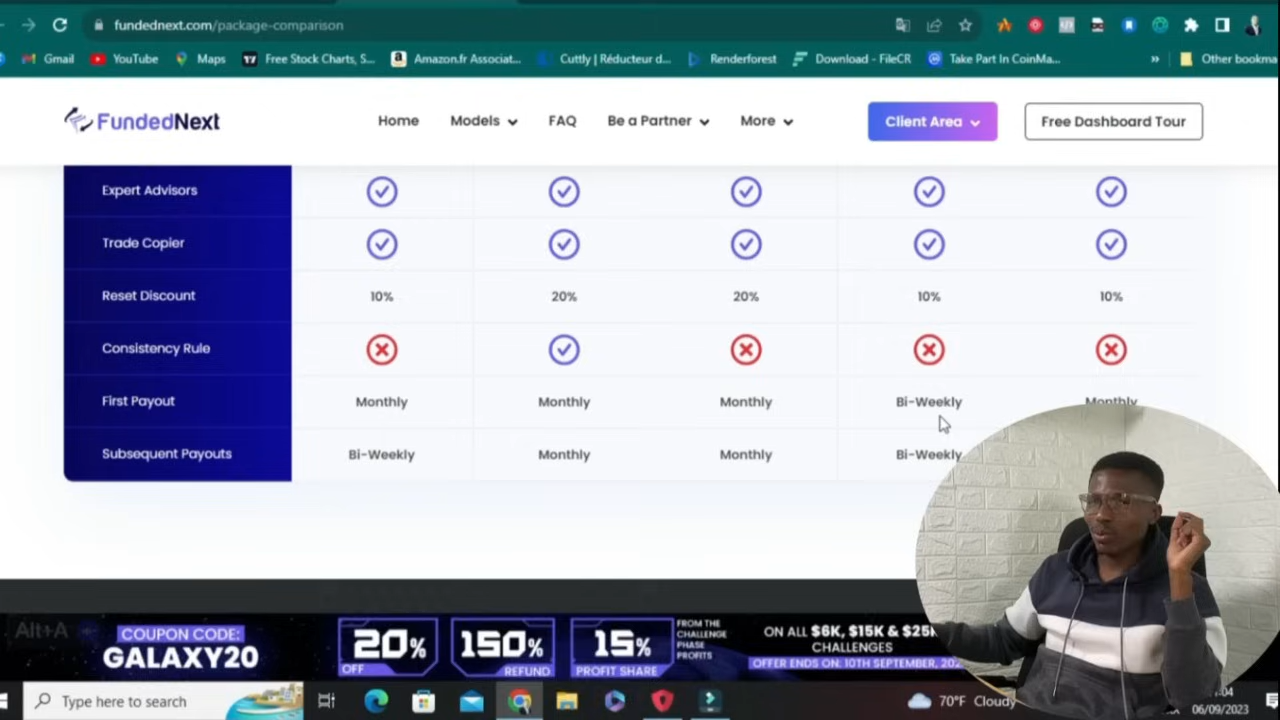 fundednext.com/package-comparison
Gmail
YouTube
Maps
Free Stock Charts, S...
Amazon.fr Associat...
Cuttly | Réducteur d...
Renderforest
Download - FileCR
Take Part In CoinMa...
»
Other bookma
FundedNext
Home
Models
FAQ
Be a Partner
More
Client Area
Free Dashboard Tour
Expert Advisors
Trade Copier
Reset Discount 10% 20% 20% 10% 10%
Consistency Rule
First Payout Monthly Monthly Monthly Bi-Weekly Monthly
Subsequent Payouts Bi-Weekly Monthly Monthly Bi-Weekly
Alt+A
COUPON CODE:
GALAXY20
20%
OFF
150%
REFUND
15%
PROFIT SHARE
FROM THE
CHALLENGE
PHASE
PROFITS
ON ALL $6K, $15K & $25K
CHALLENGES
OFFER ENDS ON: 10TH SEPTEMBER,
Type here to search
70°F Cloudy
06/09/2023